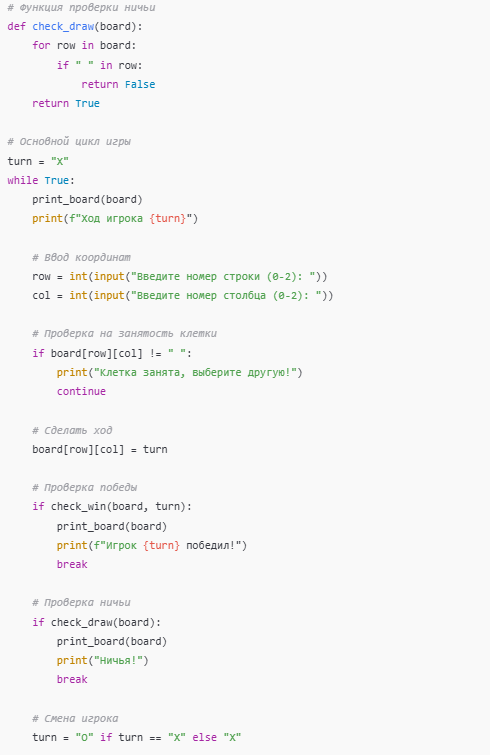 # Функция проверки ничьи
def check_draw(board):
    for row in board:
        if " " in row:
            return False
    return True

# Основной цикл игры
turn = "X"
while True:
    print_board(board)
    print(f"Ход игрока {turn}")

    # Ввод координат
    row = int(input("Введите номер строки (0-2): "))
    col = int(input("Введите номер столбца (0-2): "))

    # Проверка на занятость клетки
    if board[row][col] != " ":
        print("Клетка занята, выберите другую!")
        continue

    # Сделать ход
    board[row][col] = turn

    # Проверка победы
    if check_win(board, turn):
        print_board(board)
        print(f"Игрок {turn} победил!")
        break

    # Проверка ничьи
    if check_draw(board):
        print_board(board)
        print("Ничья!")
        break

    # Смена игрока
    turn = "O" if turn == "X" else "X"